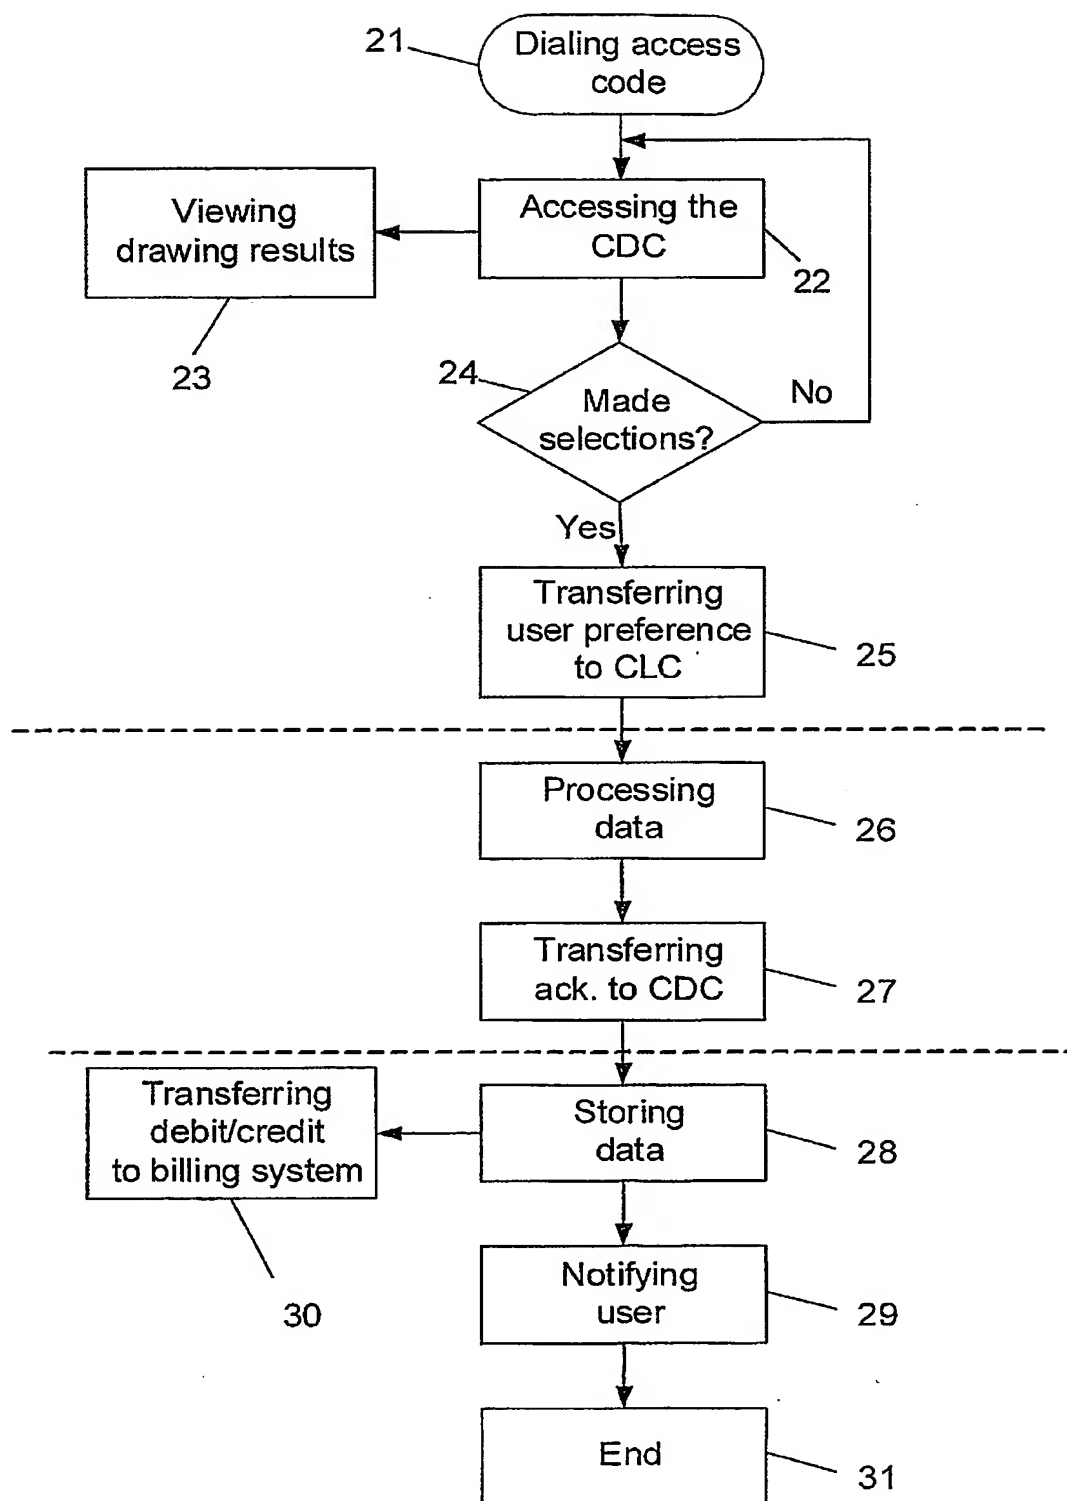 21
Dialing access
code
Viewing
drawing results
23
Accessing the
CDC
22
24
Made
selections?
No
Yes
Transferring
user preference
to CLC
25
Processing
data
26
Transferring
ack. to CDC
27
Transferring
debit/credit
to billing system
30
Storing
data
28
Notifying
user
29
End
31